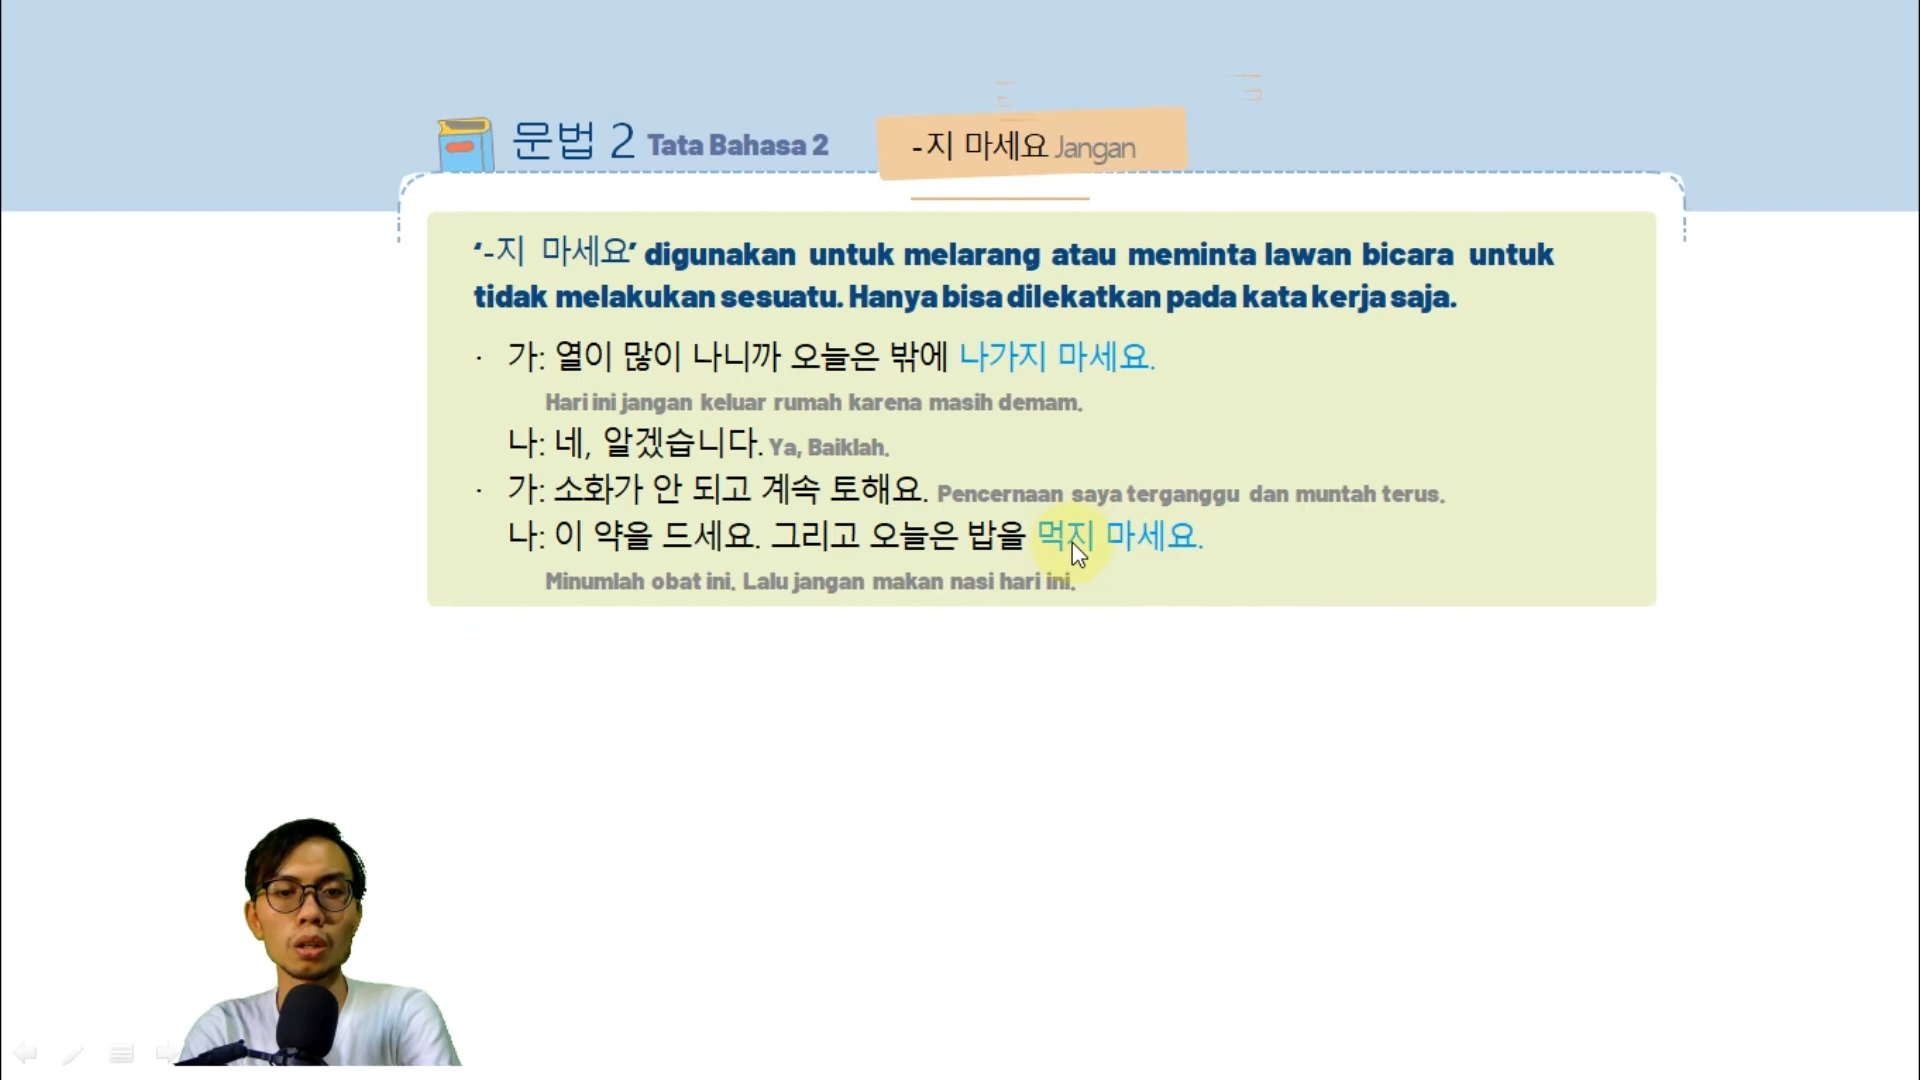 문법 2 Tata Bahasa 2 -지 마세요 Jangan
‘-지 마세요’ digunakan untuk melarang atau meminta lawan bicara untuk
tidak melakukan sesuatu. Hanya bisa dilekatkan pada kata kerja saja.
· 가: 열이 많이 나니까 오늘은 밖에 나가지 마세요.
Hari ini jangan keluar rumah karena masih demam.
나: 네, 알겠습니다. Ya, Baiklah.
· 가: 소화가 안 되고 계속 토해요. Pencernaan saya terganggu dan muntah terus.
나: 이 약을 드세요. 그리고 오늘은 밥을 먹지 마세요.
Minumlah obat ini. Lalu jangan makan nasi hari ini.